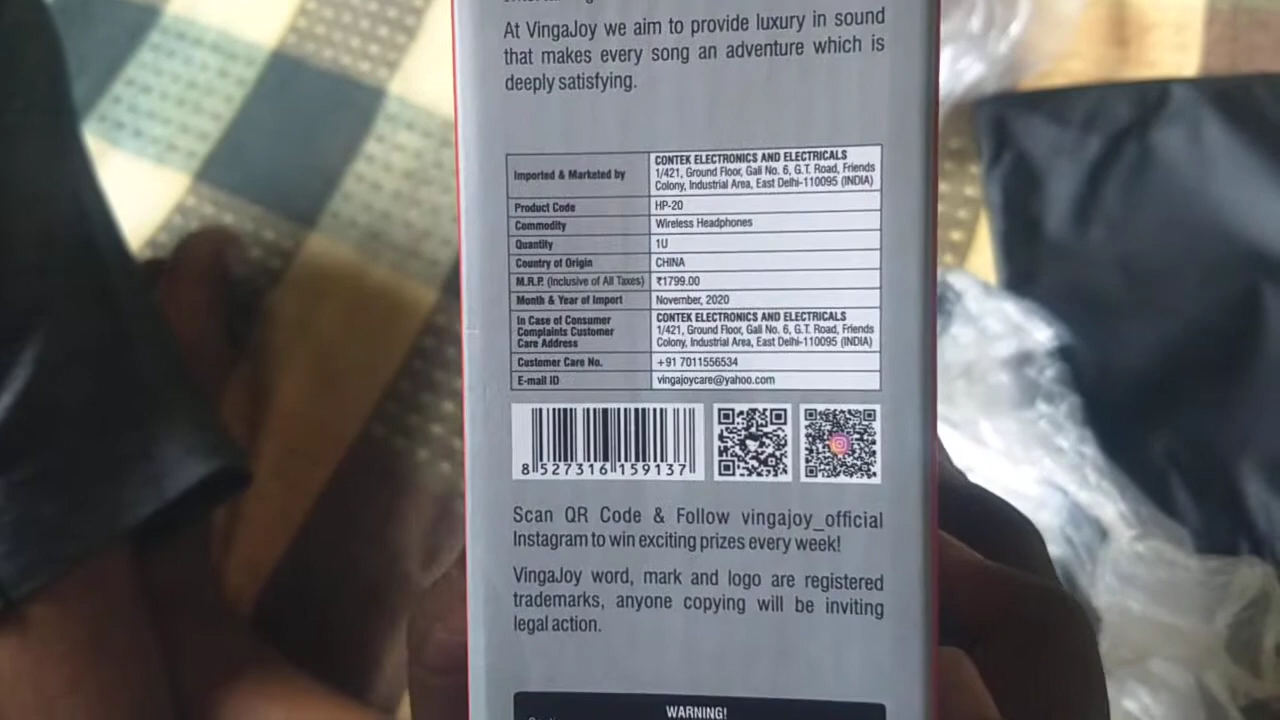 At VingaJoy we aim to provide luxury in sound
that makes every song an adventure which is
deeply satisfying.
Imported & Marketed by
CONTEK ELECTRONICS AND ELECTRICALS
1/421, Ground Floor, Gali No. 6, G.T. Road, Friends
Colony, Industrial Area, East Delhi-110095 (INDIA)
Product Code HP-20
Commodity Wireless Headphones
Quantity 1U
Country of Origin CHINA
M.R.P. (Inclusive of All Taxes) ₹1799.00
Month & Year of Import November, 2020
In Case of Consumer
Complaints Customer
Care Address
CONTEK ELECTRONICS AND ELECTRICALS
1/421, Ground Floor, Gali No. 6, G.T. Road, Friends
Colony, Industrial Area, East Delhi-110095 (INDIA)
Customer Care No. +91 7011556534
E-mail ID vingajoycare@yahoo.com
8 527316 159137
Scan QR Code & Follow vingajoy_official
Instagram to win exciting prizes every week!
VingaJoy word, mark and logo are registered
trademarks, anyone copying will be inviting
legal action.
WARNING!